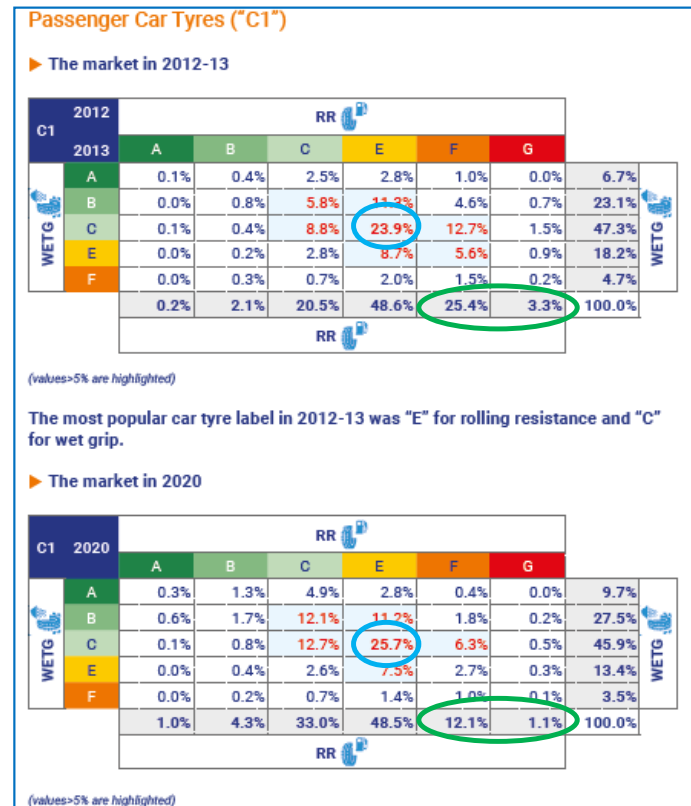 Passenger Car Tyres ("C1")
▶ The market in 2012-13
C1 2012 2013 RR
A B C E F G
A 0.1% 0.4% 2.5% 2.8% 1.0% 0.0% 6.7%
B 0.0% 0.8% 5.8% 11.3% 4.6% 0.7% 23.1%
C 0.1% 0.4% 8.8% 23.9% 12.7% 1.5% 47.3%
E 0.0% 0.2% 2.8% 8.7% 5.6% 0.9% 18.2%
F 0.0% 0.3% 0.7% 2.0% 1.5% 0.2% 4.7%
0.2% 2.1% 20.5% 48.6% 25.4% 3.3% 100.0%
WETG
WETG
RR
(values>5% are highlighted)
The most popular car tyre label in 2012-13 was "E" for rolling resistance and "C"
for wet grip.
▶ The market in 2020
C1 2020 RR
A B C E F G
A 0.3% 1.3% 4.9% 2.8% 0.4% 0.0% 9.7%
B 0.6% 1.7% 12.1% 11.2% 1.8% 0.2% 27.5%
C 0.1% 0.8% 12.7% 25.7% 6.3% 0.5% 45.9%
E 0.0% 0.4% 2.6% 7.5% 2.7% 0.3% 13.4%
F 0.0% 0.2% 0.7% 1.4% 1.0% 0.1% 3.5%
1.0% 4.3% 33.0% 48.5% 12.1% 1.1% 100.0%
WETG
WETG
RR
(values>5% are highlighted)